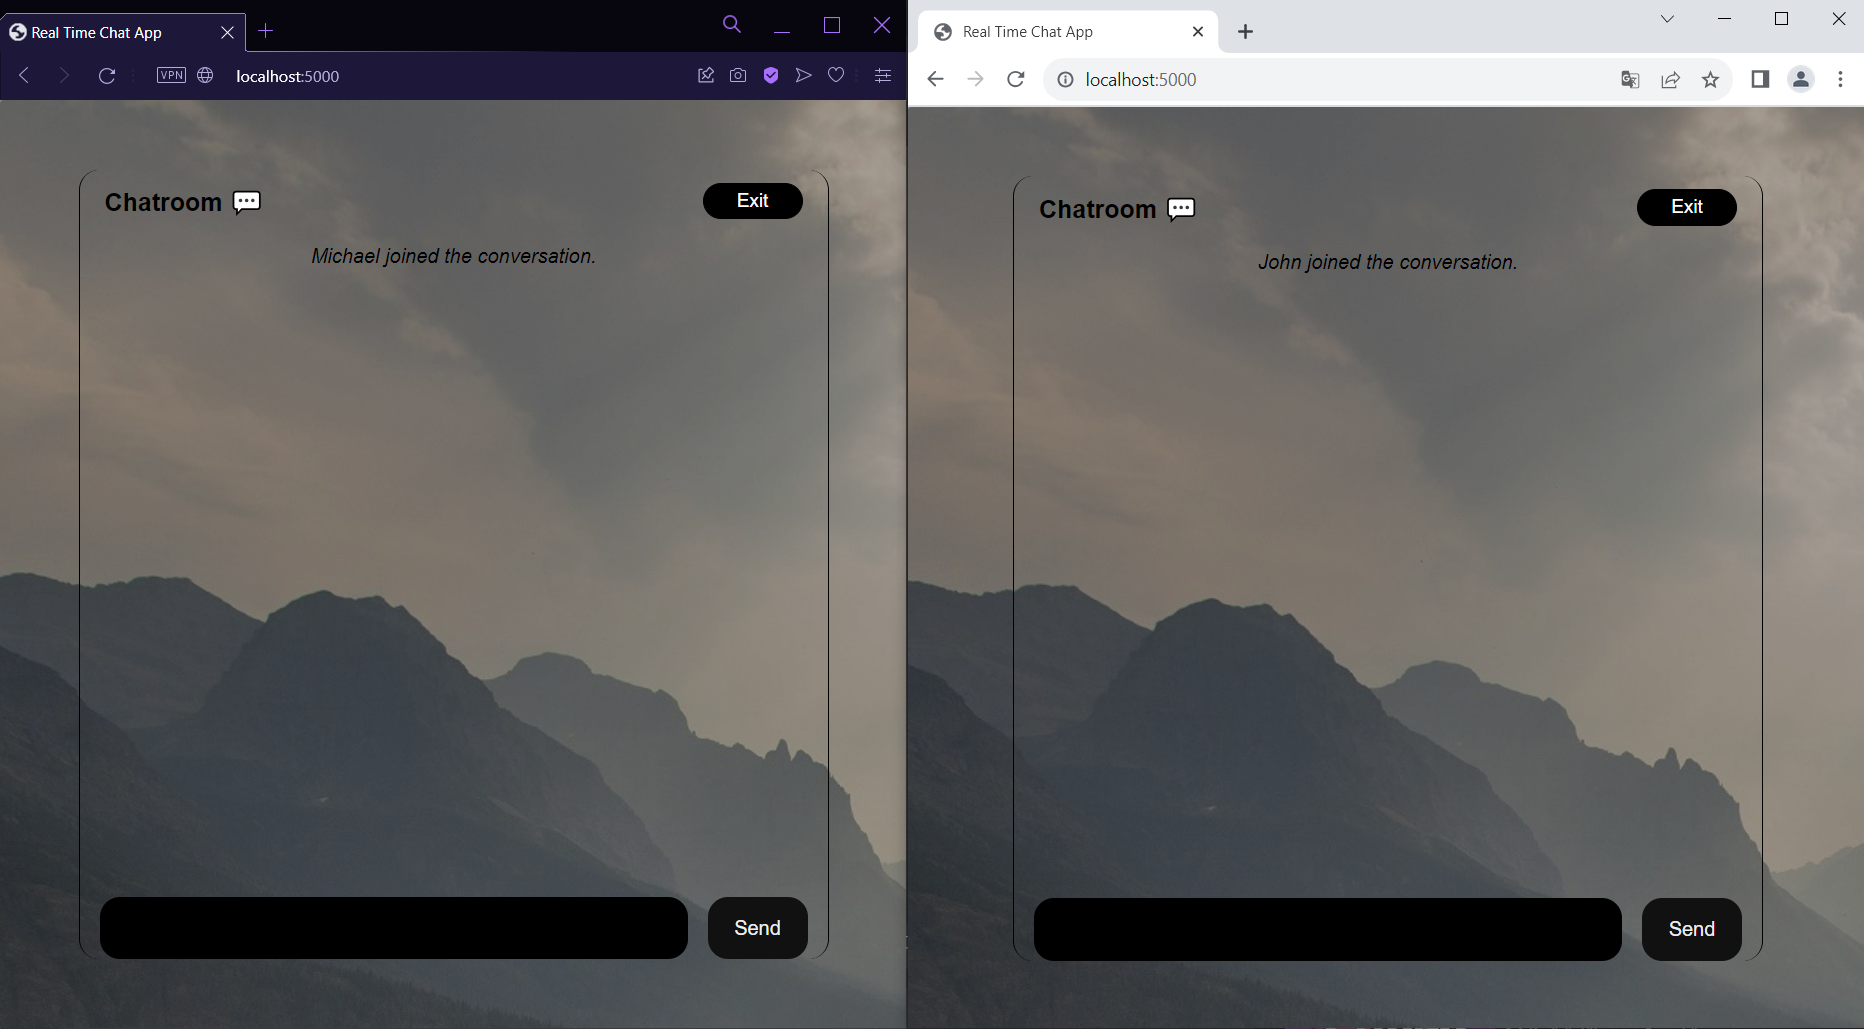 Real Time Chat App
VPN
localhost:5000
Chatroom
Exit
Michael joined the conversation.
Send
Real Time Chat App
localhost:5000
Chatroom
Exit
John joined the conversation.
Send